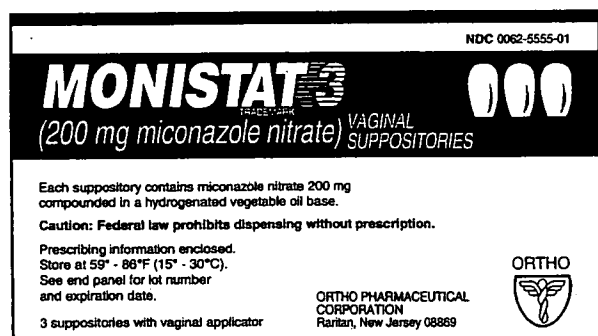 NDC 0062-5555-01
MONISTAT 3
TRADEMARK
(200 mg miconazole nitrate) VAGINAL SUPPOSITORIES
Each suppository contains miconazole nitrate 200 mg
compounded in a hydrogenated vegetable oil base.
Caution: Federal law prohibits dispensing without prescription.
Prescribing information enclosed.
Store at 59° - 86°F (15° - 30°C).
See end panel for lot number
and expiration date.
3 suppositories with vaginal applicator
ORTHO PHARMACEUTICAL
CORPORATION
Raritan, New Jersey 08869
ORTHO